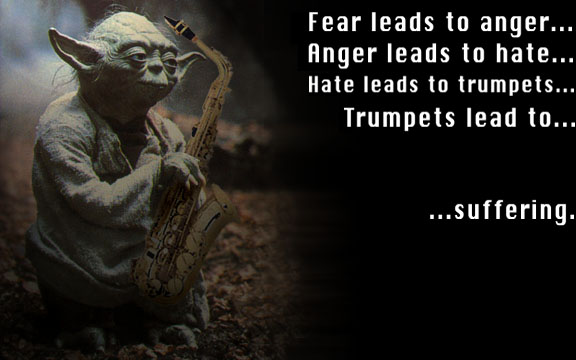 Fear leads to anger...
Anger leads to hate...
Hate leads to trumpets...
Trumpets lead to...
...suffering.